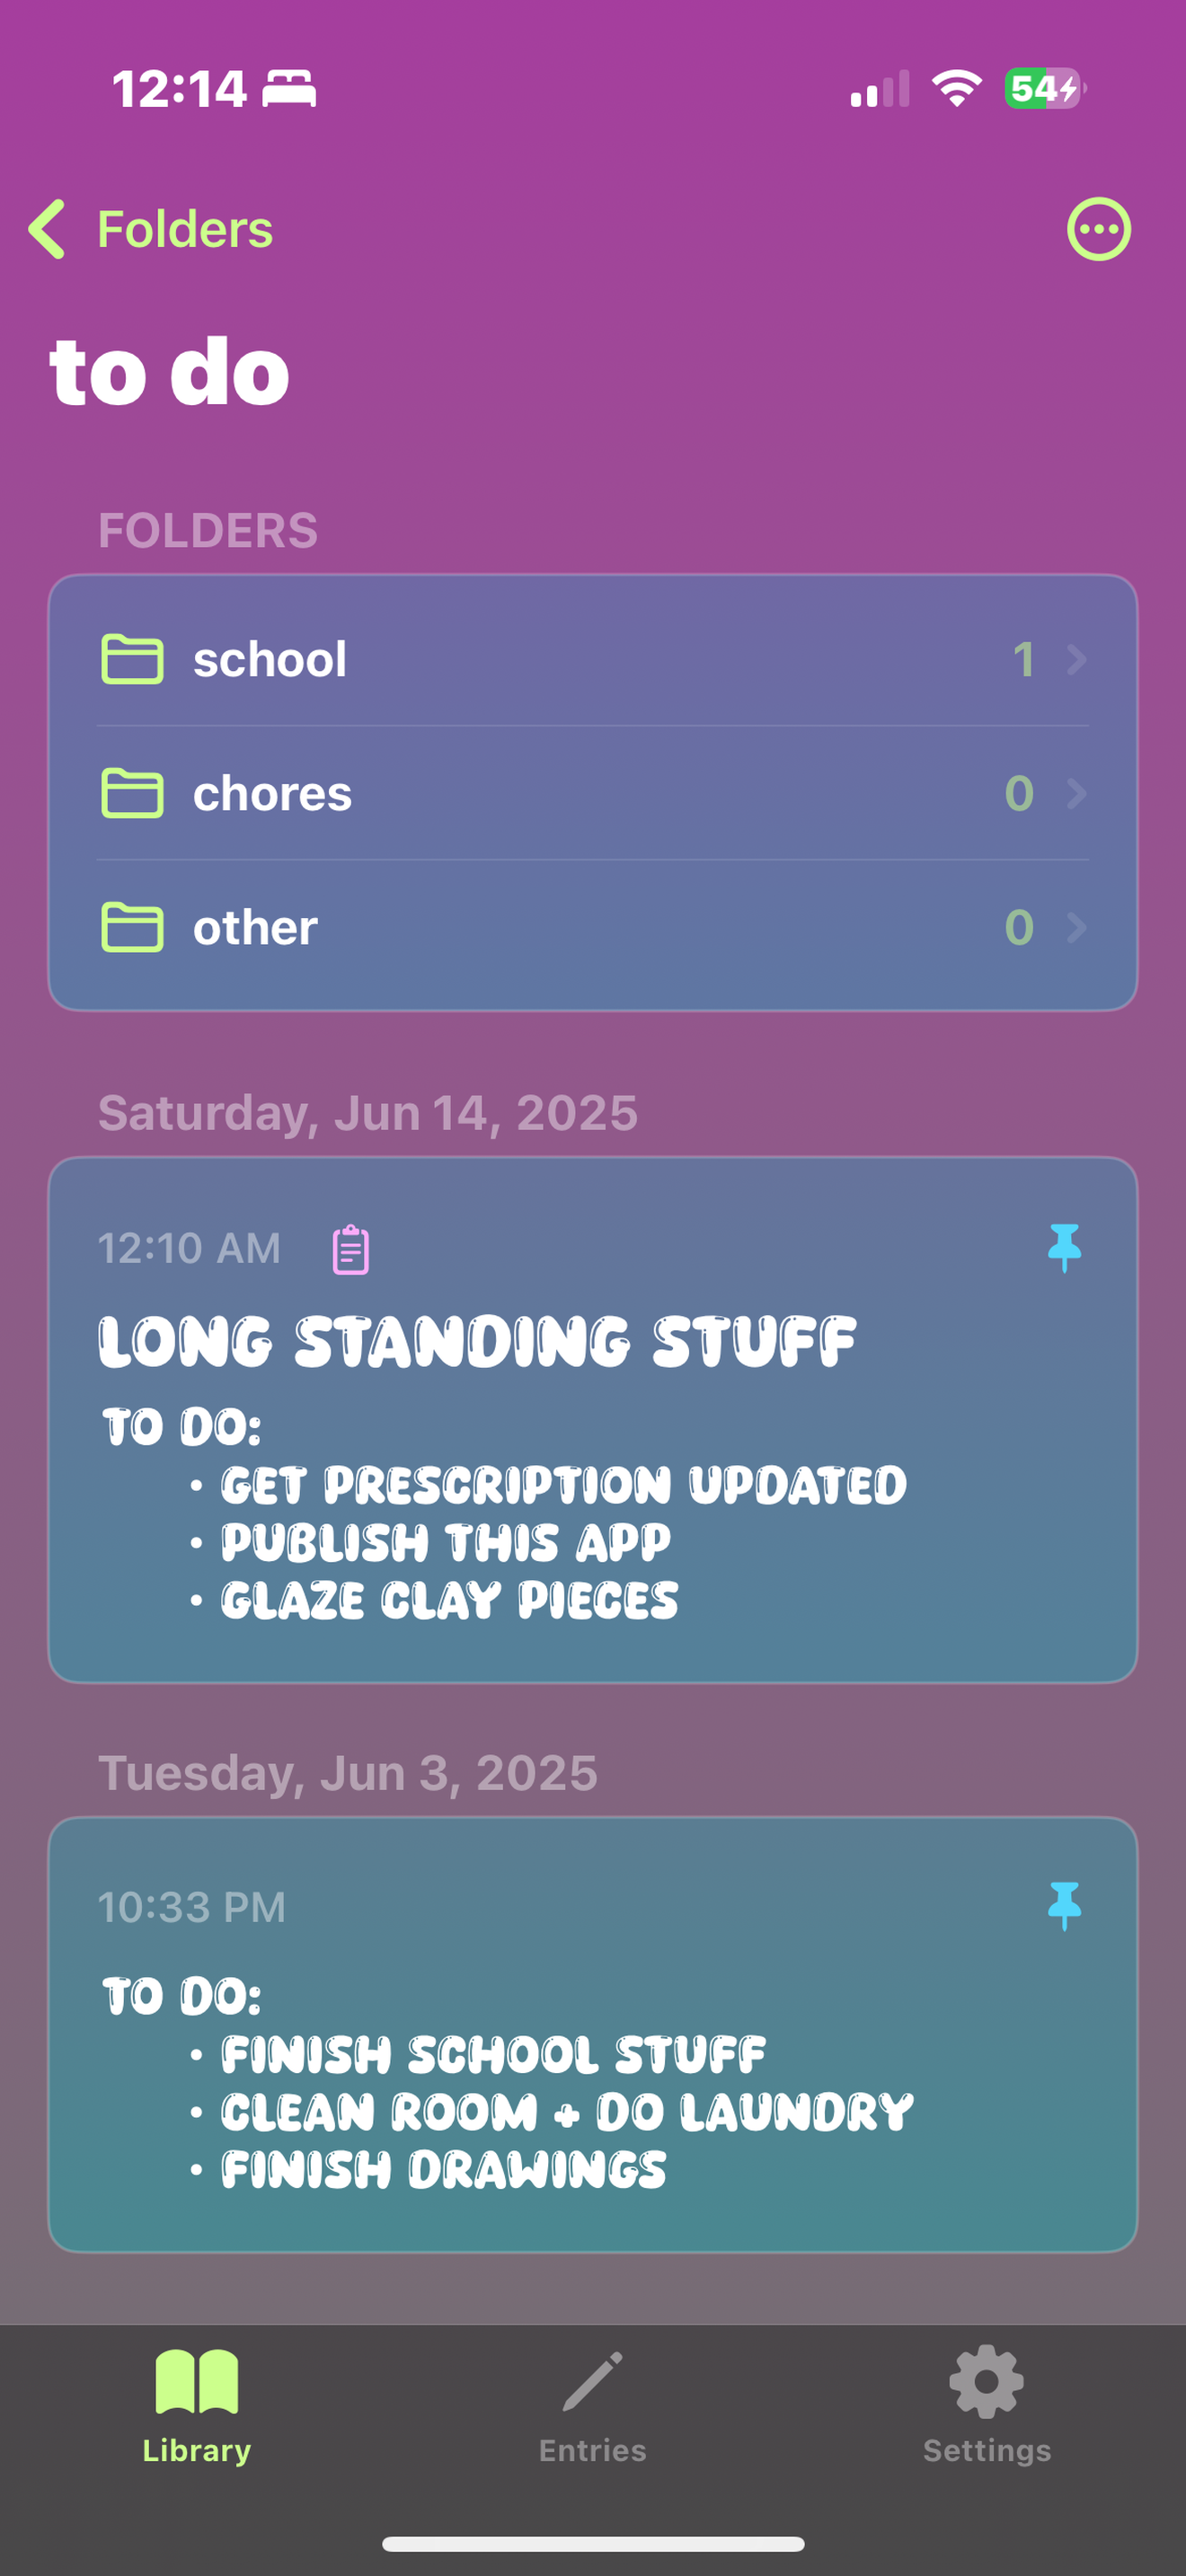 12:14
54
Folders
to do
FOLDERS
school 1
chores 0
other 0
Saturday, Jun 14, 2025
12:10 AM
LONG STANDING STUFF
TO DO:
• GET PRESCRIPTION UPDATED
• PUBLISH THIS APP
• GLAZE CLAY PIECES
Tuesday, Jun 3, 2025
10:33 PM
TO DO:
• FINISH SCHOOL STUFF
• CLEAN ROOM + DO LAUNDRY
• FINISH DRAWINGS
Library Entries Settings